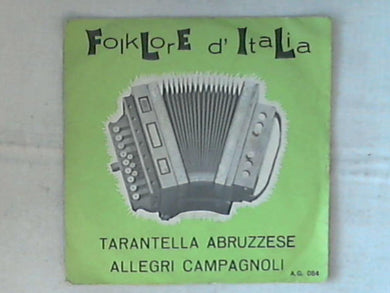 FolkLorE d'ItaLia
TARANTELLA ABRUZZESE
ALLEGRI CAMPAGNOLI
A.G. 084